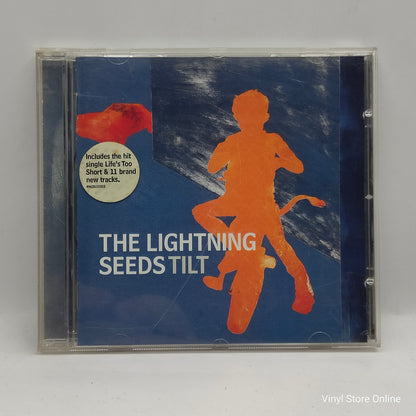 Includes the hit
single Life's Too
Short & 11 brand
new tracks.
THE LIGHTNING
SEEDS TILT
Vinyl Store Online